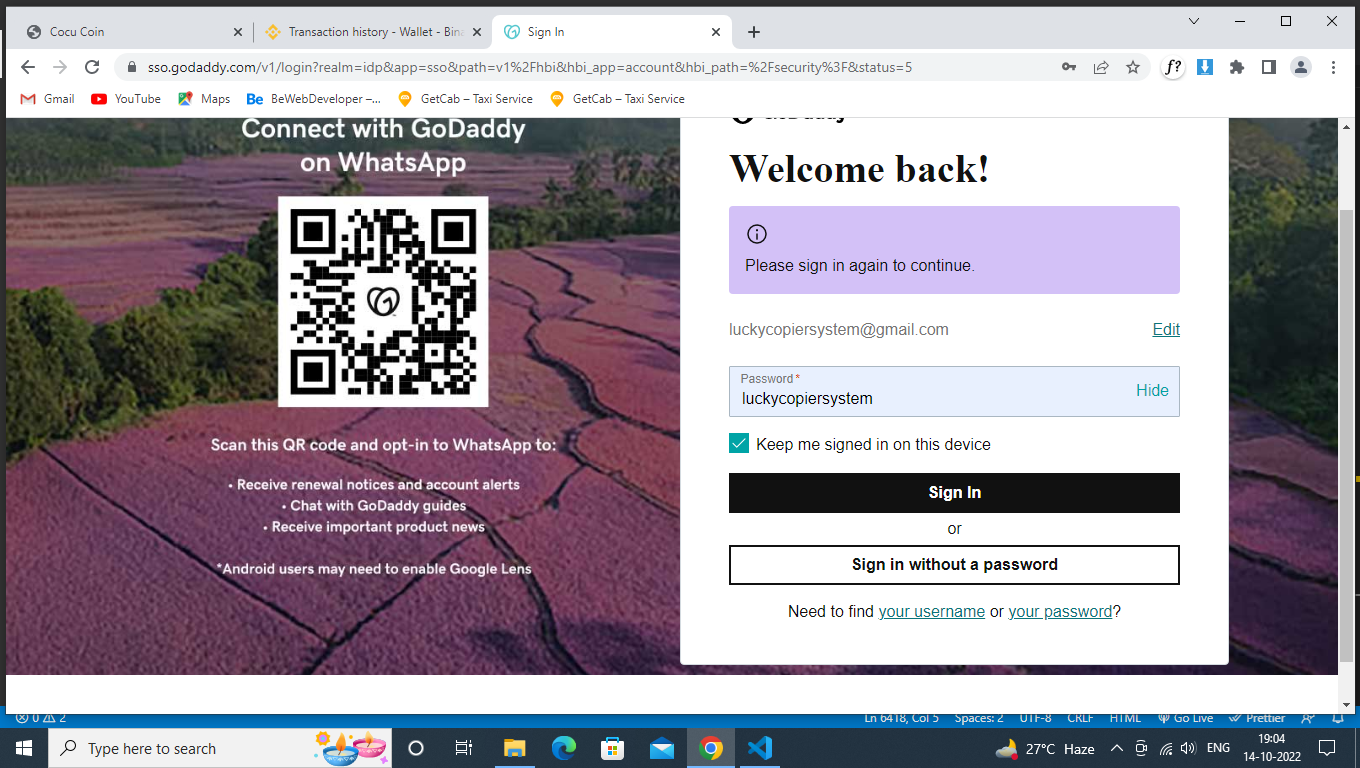 Cocu Coin
Transaction history - Wallet - Bina
Sign In
sso.godaddy.com/v1/login?realm=idp&app=sso&path=v1%2Fhbi&hbi_app=account&hbi_path=%2Fsecurity%3F&status=5
f?
Gmail
YouTube
Maps
Be BeWebDeveloper –...
GetCab – Taxi Service
GetCab – Taxi Service
Connect with GoDaddy
on WhatsApp
Scan this QR code and opt-in to WhatsApp to:
• Receive renewal notices and account alerts
• Chat with GoDaddy guides
• Receive important product news
*Android users may need to enable Google Lens
GoDaddy
Welcome back!
Please sign in again to continue.
luckycopiersystem@gmail.com
Edit
Password*
luckycopiersystem
Hide
Keep me signed in on this device
Sign In
or
Sign in without a password
Need to find your username or your password?
0 2
Ln 6418, Col 5
Spaces: 2
UTF-8
CRLF
HTML
Go Live
Prettier
Type here to search
27°C Haze
ENG
19:04
14-10-2022